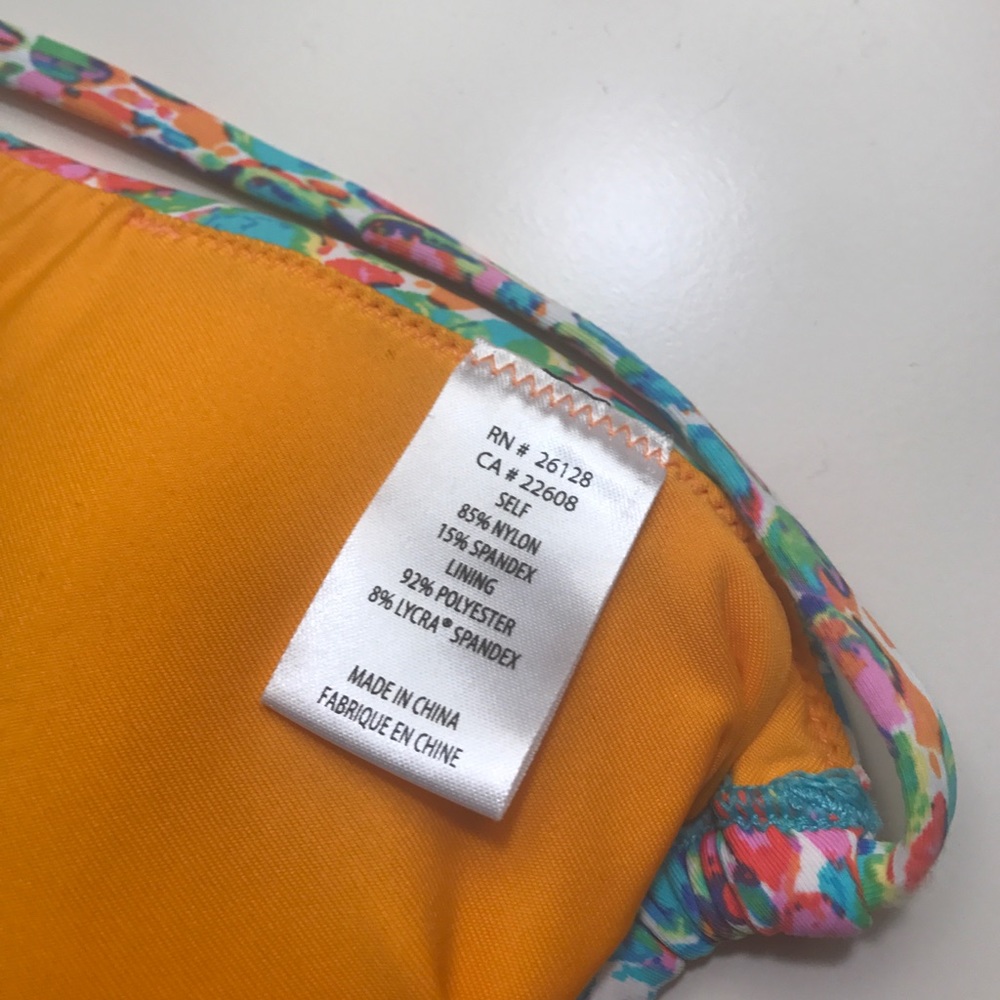 RN # 26128
CA # 22608
SELF
85% NYLON
15% SPANDEX
LINING
92% POLYESTER
8% LYCRA® SPANDEX
MADE IN CHINA
FABRIQUE EN CHINE